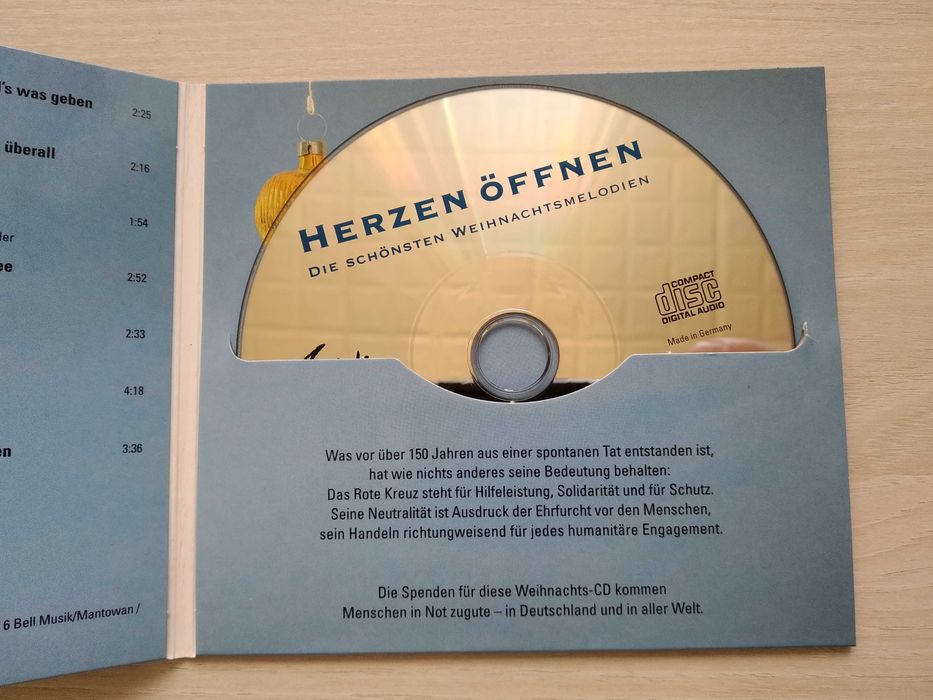 's was geben
2:25
überall
2:16
1:54
2:52
2:33
4:18
3:36
6 Bell Musik/Mantowan /
HERZEN ÖFFNEN
DIE SCHÖNSTEN WEIHNACHTSMELODIEN
COMPACT
disc
DIGITAL AUDIO
Made in Germany
Was vor über 150 Jahren aus einer spontanen Tat entstanden ist,
hat wie nichts anderes seine Bedeutung behalten:
Das Rote Kreuz steht für Hilfeleistung, Solidarität und für Schutz.
Seine Neutralität ist Ausdruck der Ehrfurcht vor den Menschen,
sein Handeln richtungweisend für jedes humanitäre Engagement.
Die Spenden für diese Weihnachts-CD kommen
Menschen in Not zugute – in Deutschland und in aller Welt.